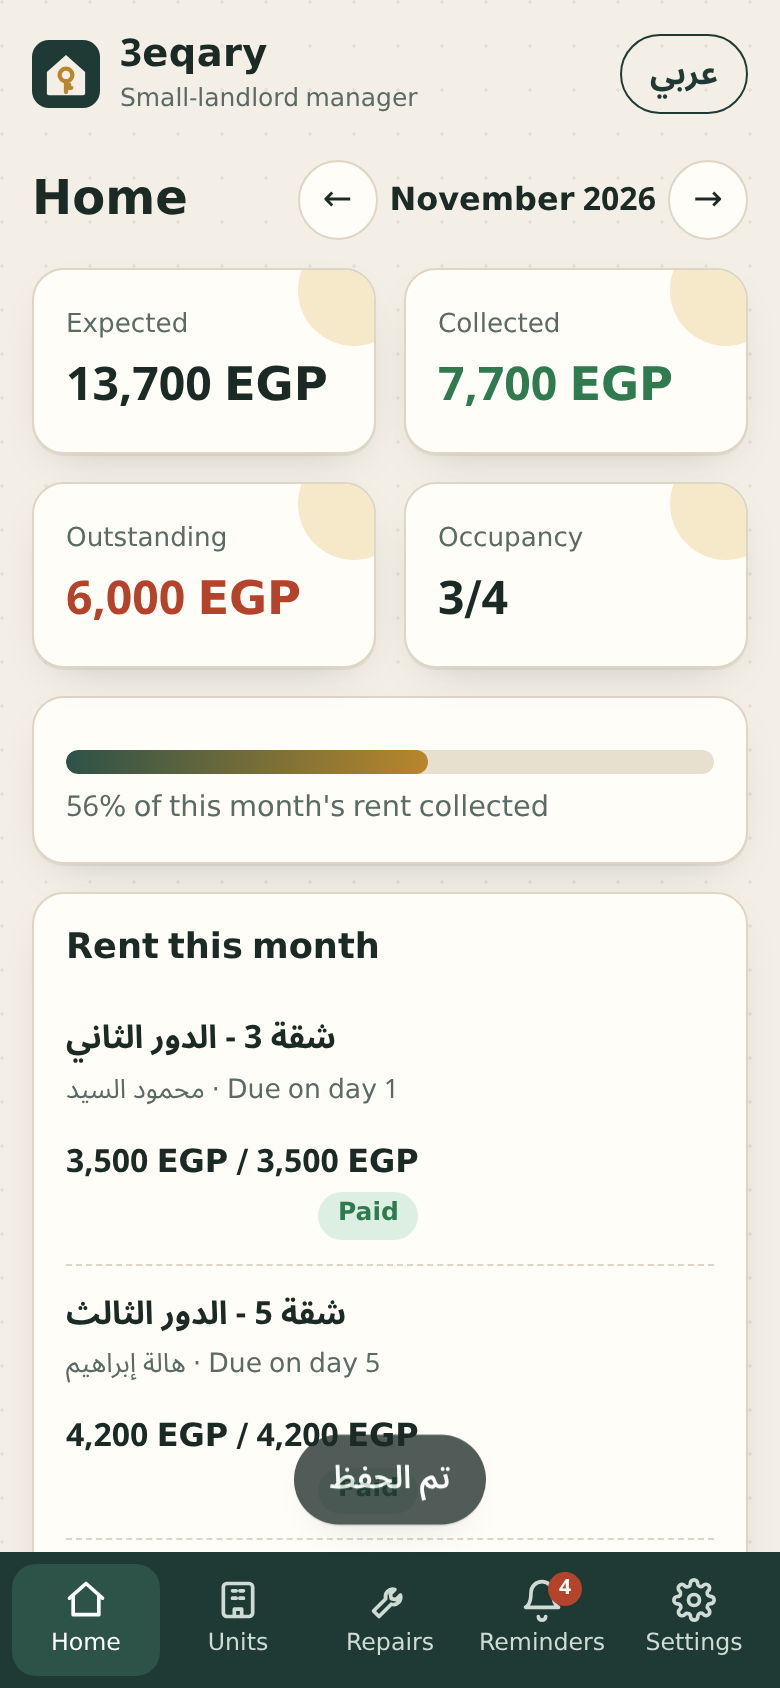 3eqary
Small-landlord manager
عربي
Home
← November 2026 →
Expected
13,700 EGP
Collected
7,700 EGP
Outstanding
6,000 EGP
Occupancy
3/4
56% of this month's rent collected
Rent this month
شقة 3 - الدور الثاني
محمود السيد · Due on day 1
3,500 EGP / 3,500 EGP
Paid
شقة 5 - الدور الثالث
هالة إبراهيم · Due on day 5
4,200 EGP / 4,200 EGP
Paid
تم الحفظ
Home
Units
Repairs
4
Reminders
Settings